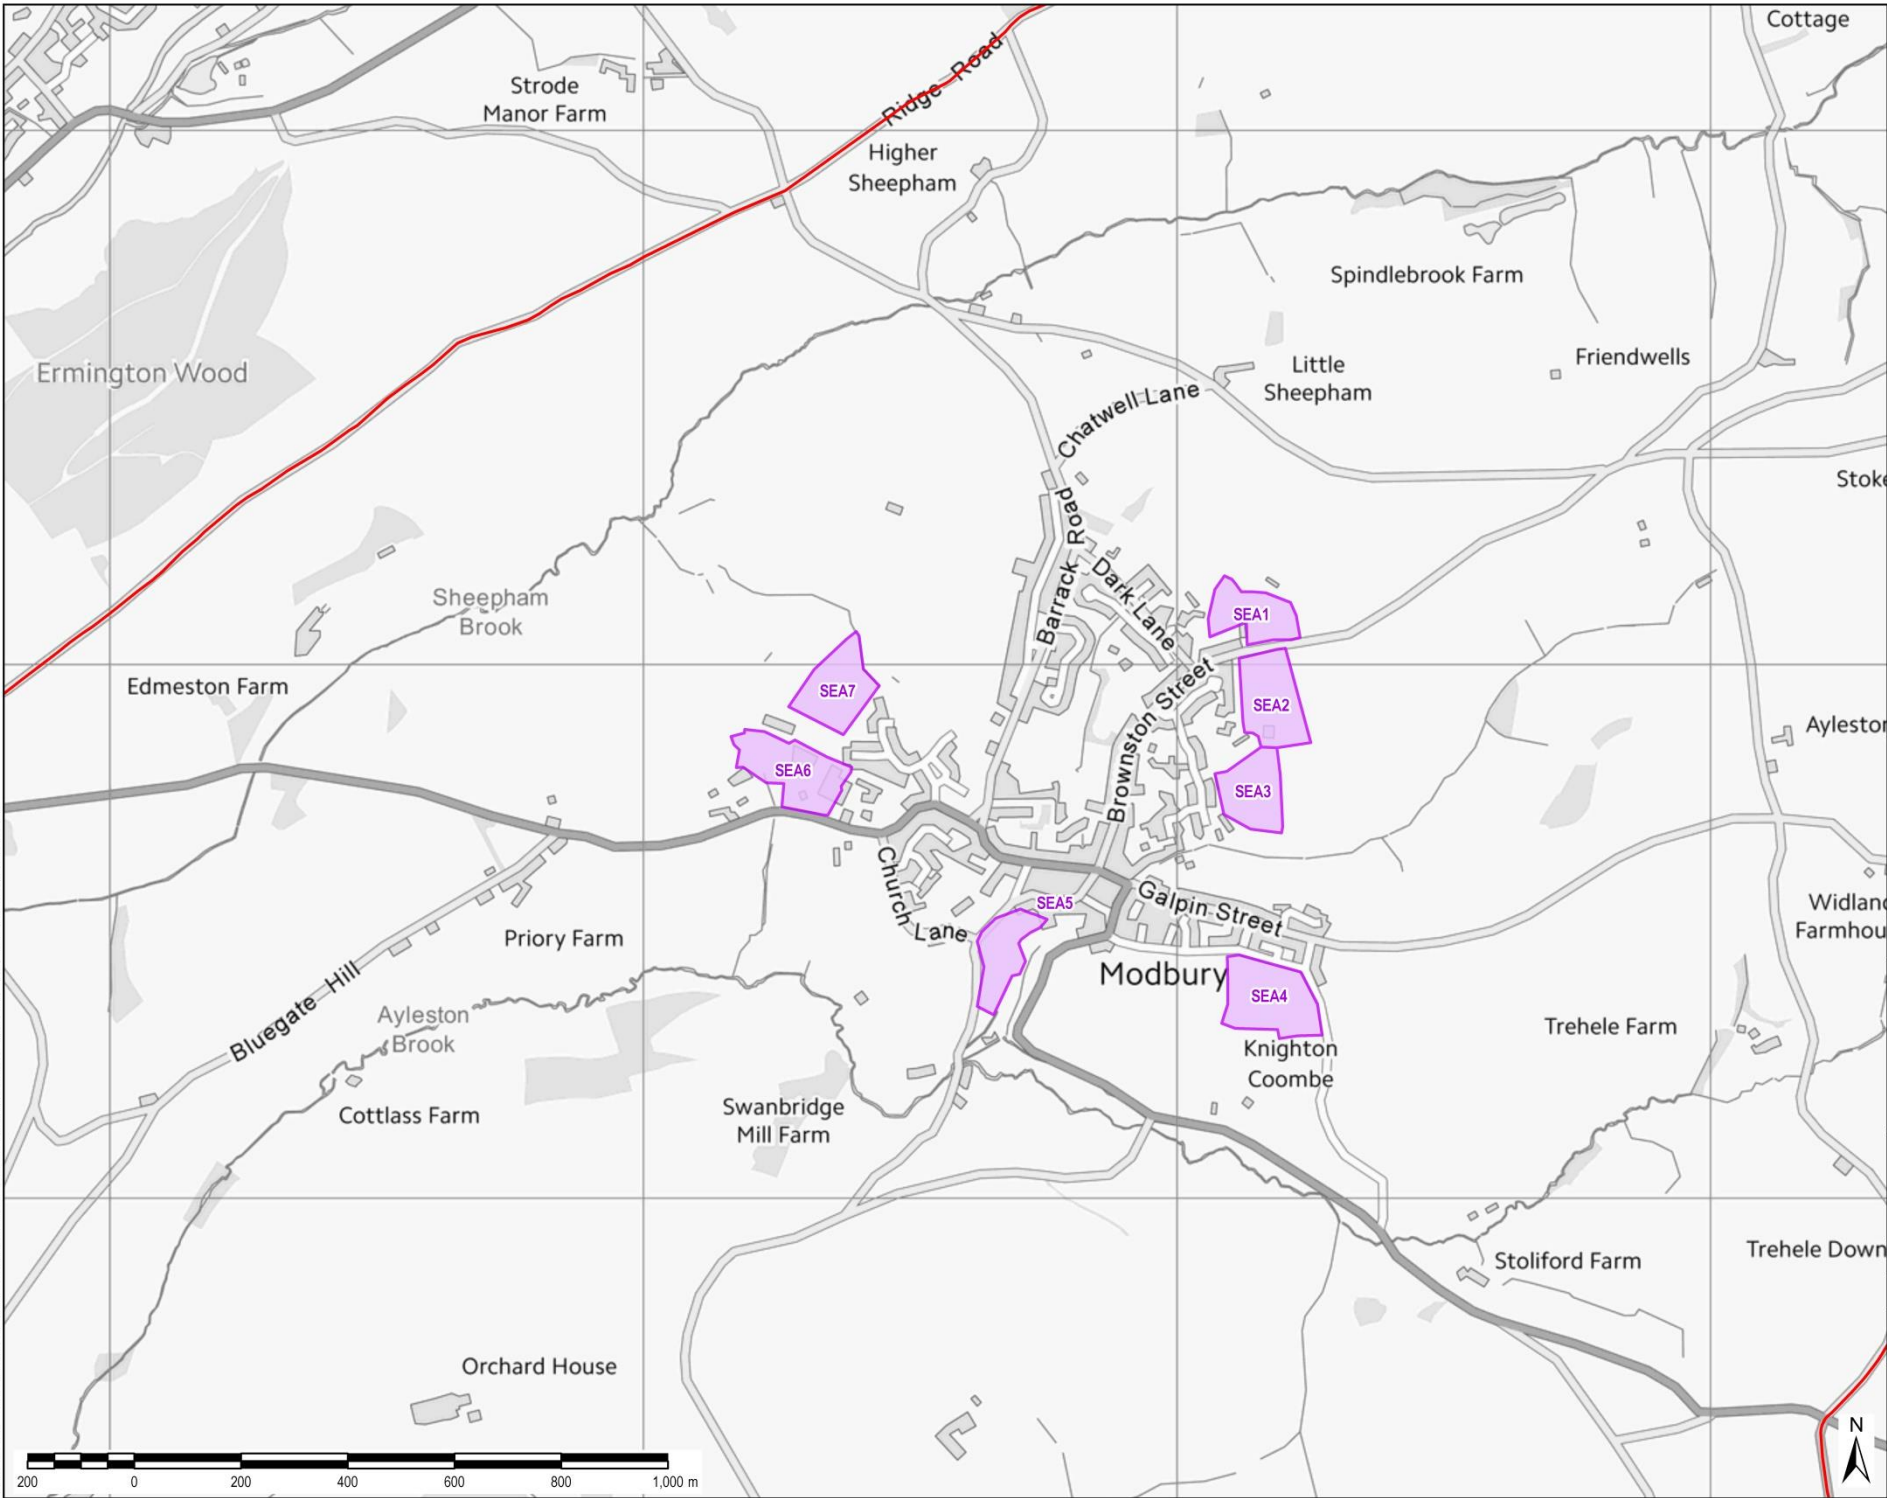 Cottage
Ridge Road
Strode
Manor Farm
Higher
Sheepham
Spindlebrook Farm
Ermington Wood
Little
Sheepham
Friendwells
Chatwell Lane
Stoke
Barrack Road
Dark Lane
Sheepham
Brook
SEA1
Edmeston Farm
SEA7
SEA2
Brownston Street
SEA6
SEA3
Church Lane
SEA5
Galpin Street
Priory Farm
Modbury
SEA4
Bluegate Hill
Ayleston
Brook
Trehele Farm
Knighton
Coombe
Cottlass Farm
Swanbridge
Mill Farm
Stoliford Farm
Trehele Down
Orchard House
N
200 0 200 400 600 800 1,000 m